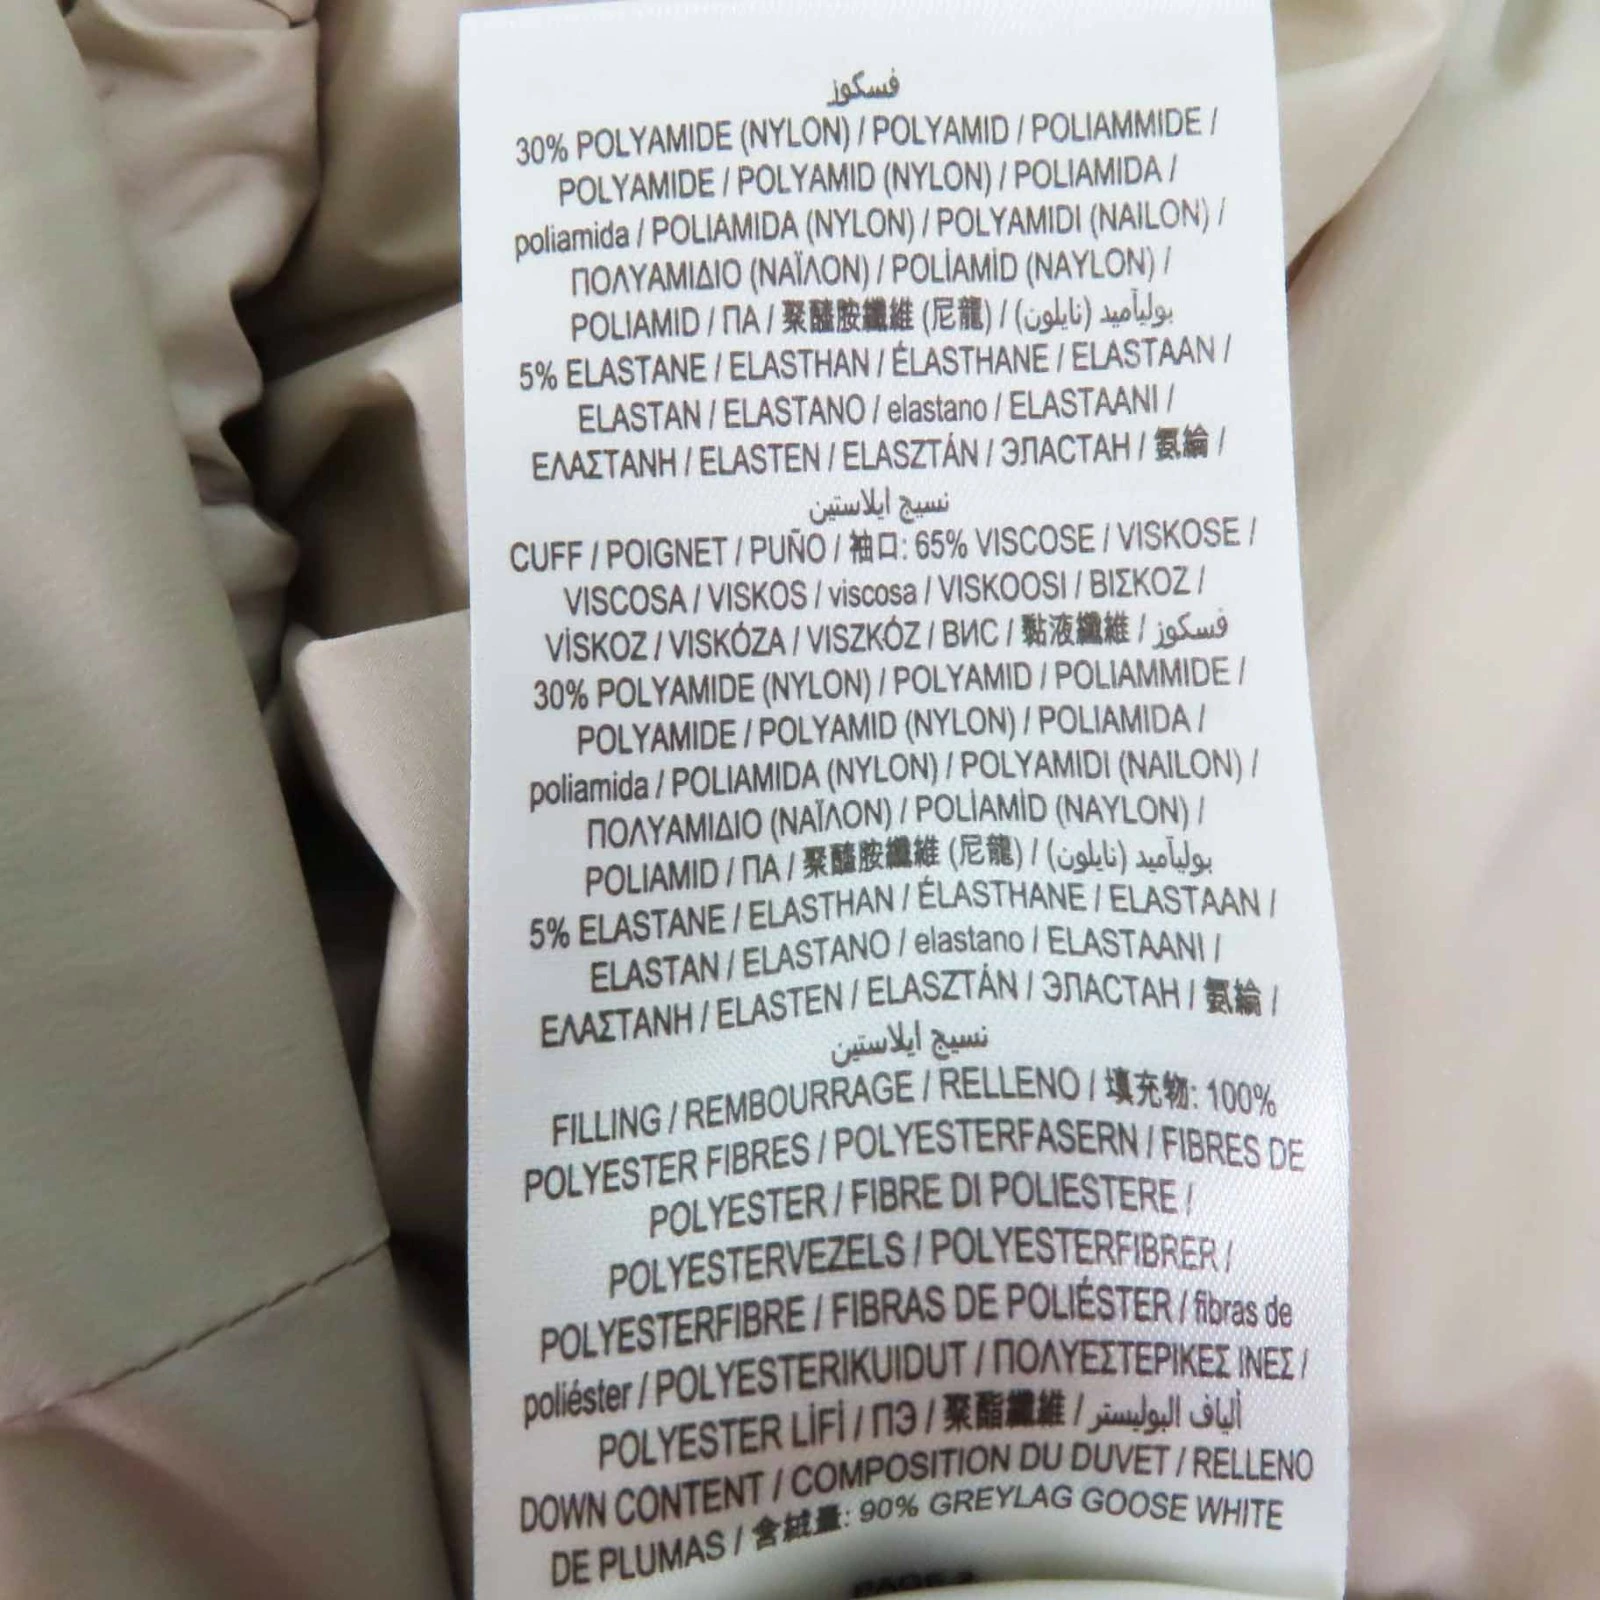 فسكوز
30% POLYAMIDE (NYLON) / POLYAMID / POLIAMMIDE /
POLYAMIDE / POLYAMID (NYLON) / POLIAMIDA /
poliamida / POLIAMIDA (NYLON) / POLYAMIDI (NAILON) /
ΠΟΛΥΑΜΙΔΙΟ (ΝΑΪΛΟΝ) / POLİAMİD (NAYLON) /
POLIAMID / ПА / 聚醯胺纖維 (尼龍) / بوليآميد (نايلون)
5% ELASTANE / ELASTHAN / ÉLASTHANE / ELASTAAN /
ELASTAN / ELASTANO / elastano / ELASTAANI /
ΕΛΑΣΤΑΝΗ / ELASTEN / ELASZTÁN / ЭЛАСТАН / 氨綸 /
نسيج ايلاستين
CUFF / POIGNET / PUÑO / 袖口: 65% VISCOSE / VISKOSE /
VISCOSA / VISKOS / viscosa / VISKOOSI / ΒΙΣΚΟΖ /
VİSKOZ / VISKÓZA / VISZKÓZ / ВИС / 黏液纖維 / فسكوز
30% POLYAMIDE (NYLON) / POLYAMID / POLIAMMIDE /
POLYAMIDE / POLYAMID (NYLON) / POLIAMIDA /
poliamida / POLIAMIDA (NYLON) / POLYAMIDI (NAILON) /
ΠΟΛΥΑΜΙΔΙΟ (ΝΑΪΛΟΝ) / POLİAMİD (NAYLON) /
POLIAMID / ПА / 聚醯胺纖維 (尼龍) / بوليآميد (نايلون)
5% ELASTANE / ELASTHAN / ÉLASTHANE / ELASTAAN /
ELASTAN / ELASTANO / elastano / ELASTAANI /
ΕΛΑΣΤΑΝΗ / ELASTEN / ELASZTÁN / ЭЛАСТАН / 氨綸 /
نسيج ايلاستين
FILLING / REMBOURRAGE / RELLENO / 填充物: 100%
POLYESTER FIBRES / POLYESTERFASERN / FIBRES DE
POLYESTER / FIBRE DI POLIESTERE /
POLYESTERVEZELS / POLYESTERFIBRER /
POLYESTERFIBRE / FIBRAS DE POLIÉSTER / fibras de
poliéster / POLYESTERIKUIDUT / ΠΟΛΥΕΣΤΕΡΙΚΕΣ ΙΝΕΣ /
POLYESTER LİFİ / ПЭ / 聚酯纖維 / ألياف البوليستر
DOWN CONTENT / COMPOSITION DU DUVET / RELLENO
DE PLUMAS / 含絨量: 90% GREYLAG GOOSE WHITE